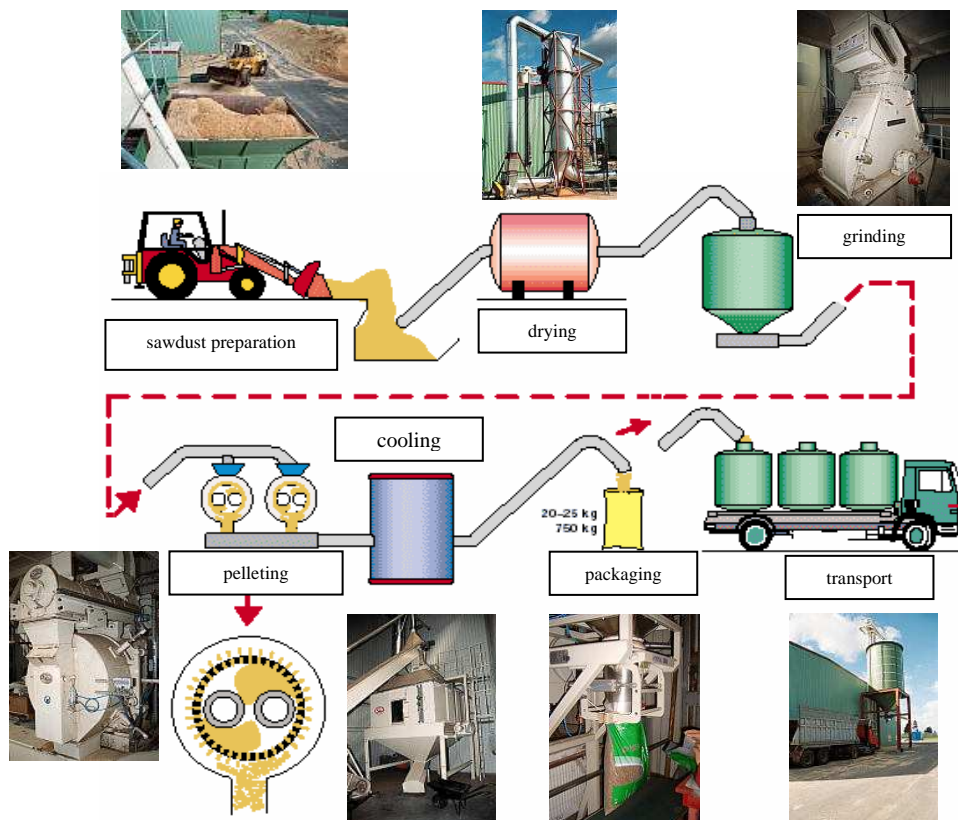 grinding
sawdust preparation
drying
cooling
20–25 kg
750 kg
pelleting
packaging
transport